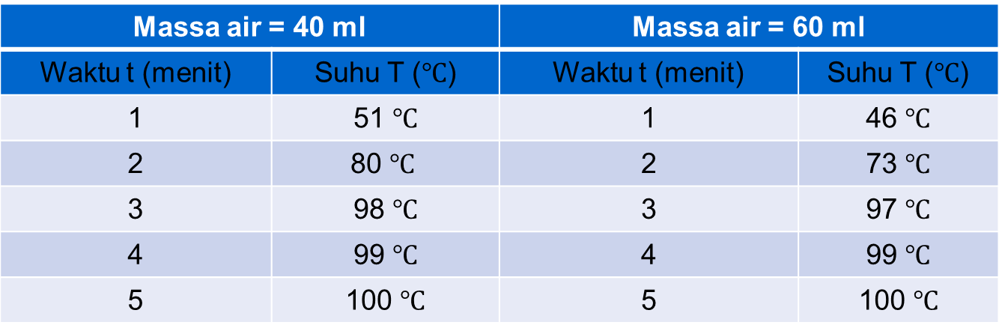 Massa air = 40 ml Massa air = 60 ml
Waktu t (menit) Suhu T (℃) Waktu t (menit) Suhu T (℃)
1 51 ℃ 1 46 ℃
2 80 ℃ 2 73 ℃
3 98 ℃ 3 97 ℃
4 99 ℃ 4 99 ℃
5 100 ℃ 5 100 ℃